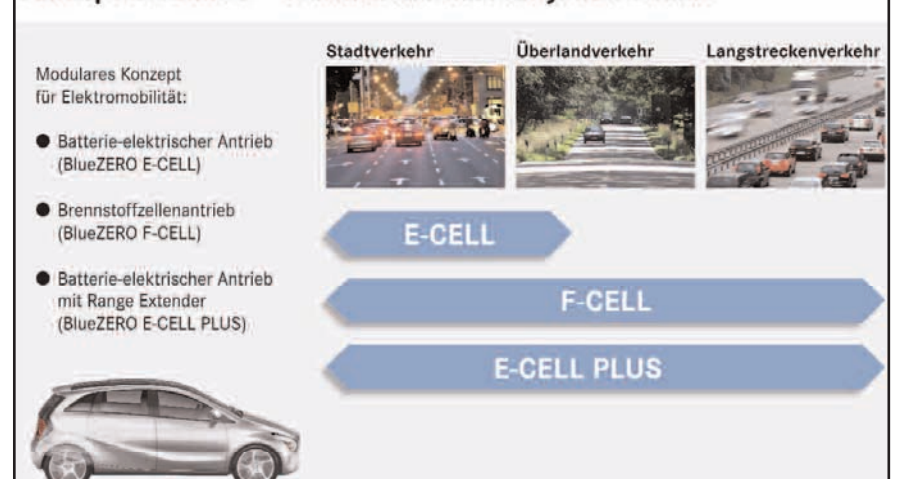 Stadtverkehr
Überlandverkehr
Langstreckenverkehr
Modulares Konzept
für Elektromobilität:
● Batterie-elektrischer Antrieb
(BlueZERO E-CELL)
● Brennstoffzellenantrieb
(BlueZERO F-CELL)
● Batterie-elektrischer Antrieb
mit Range Extender
(BlueZERO E-CELL PLUS)
E-CELL
F-CELL
E-CELL PLUS